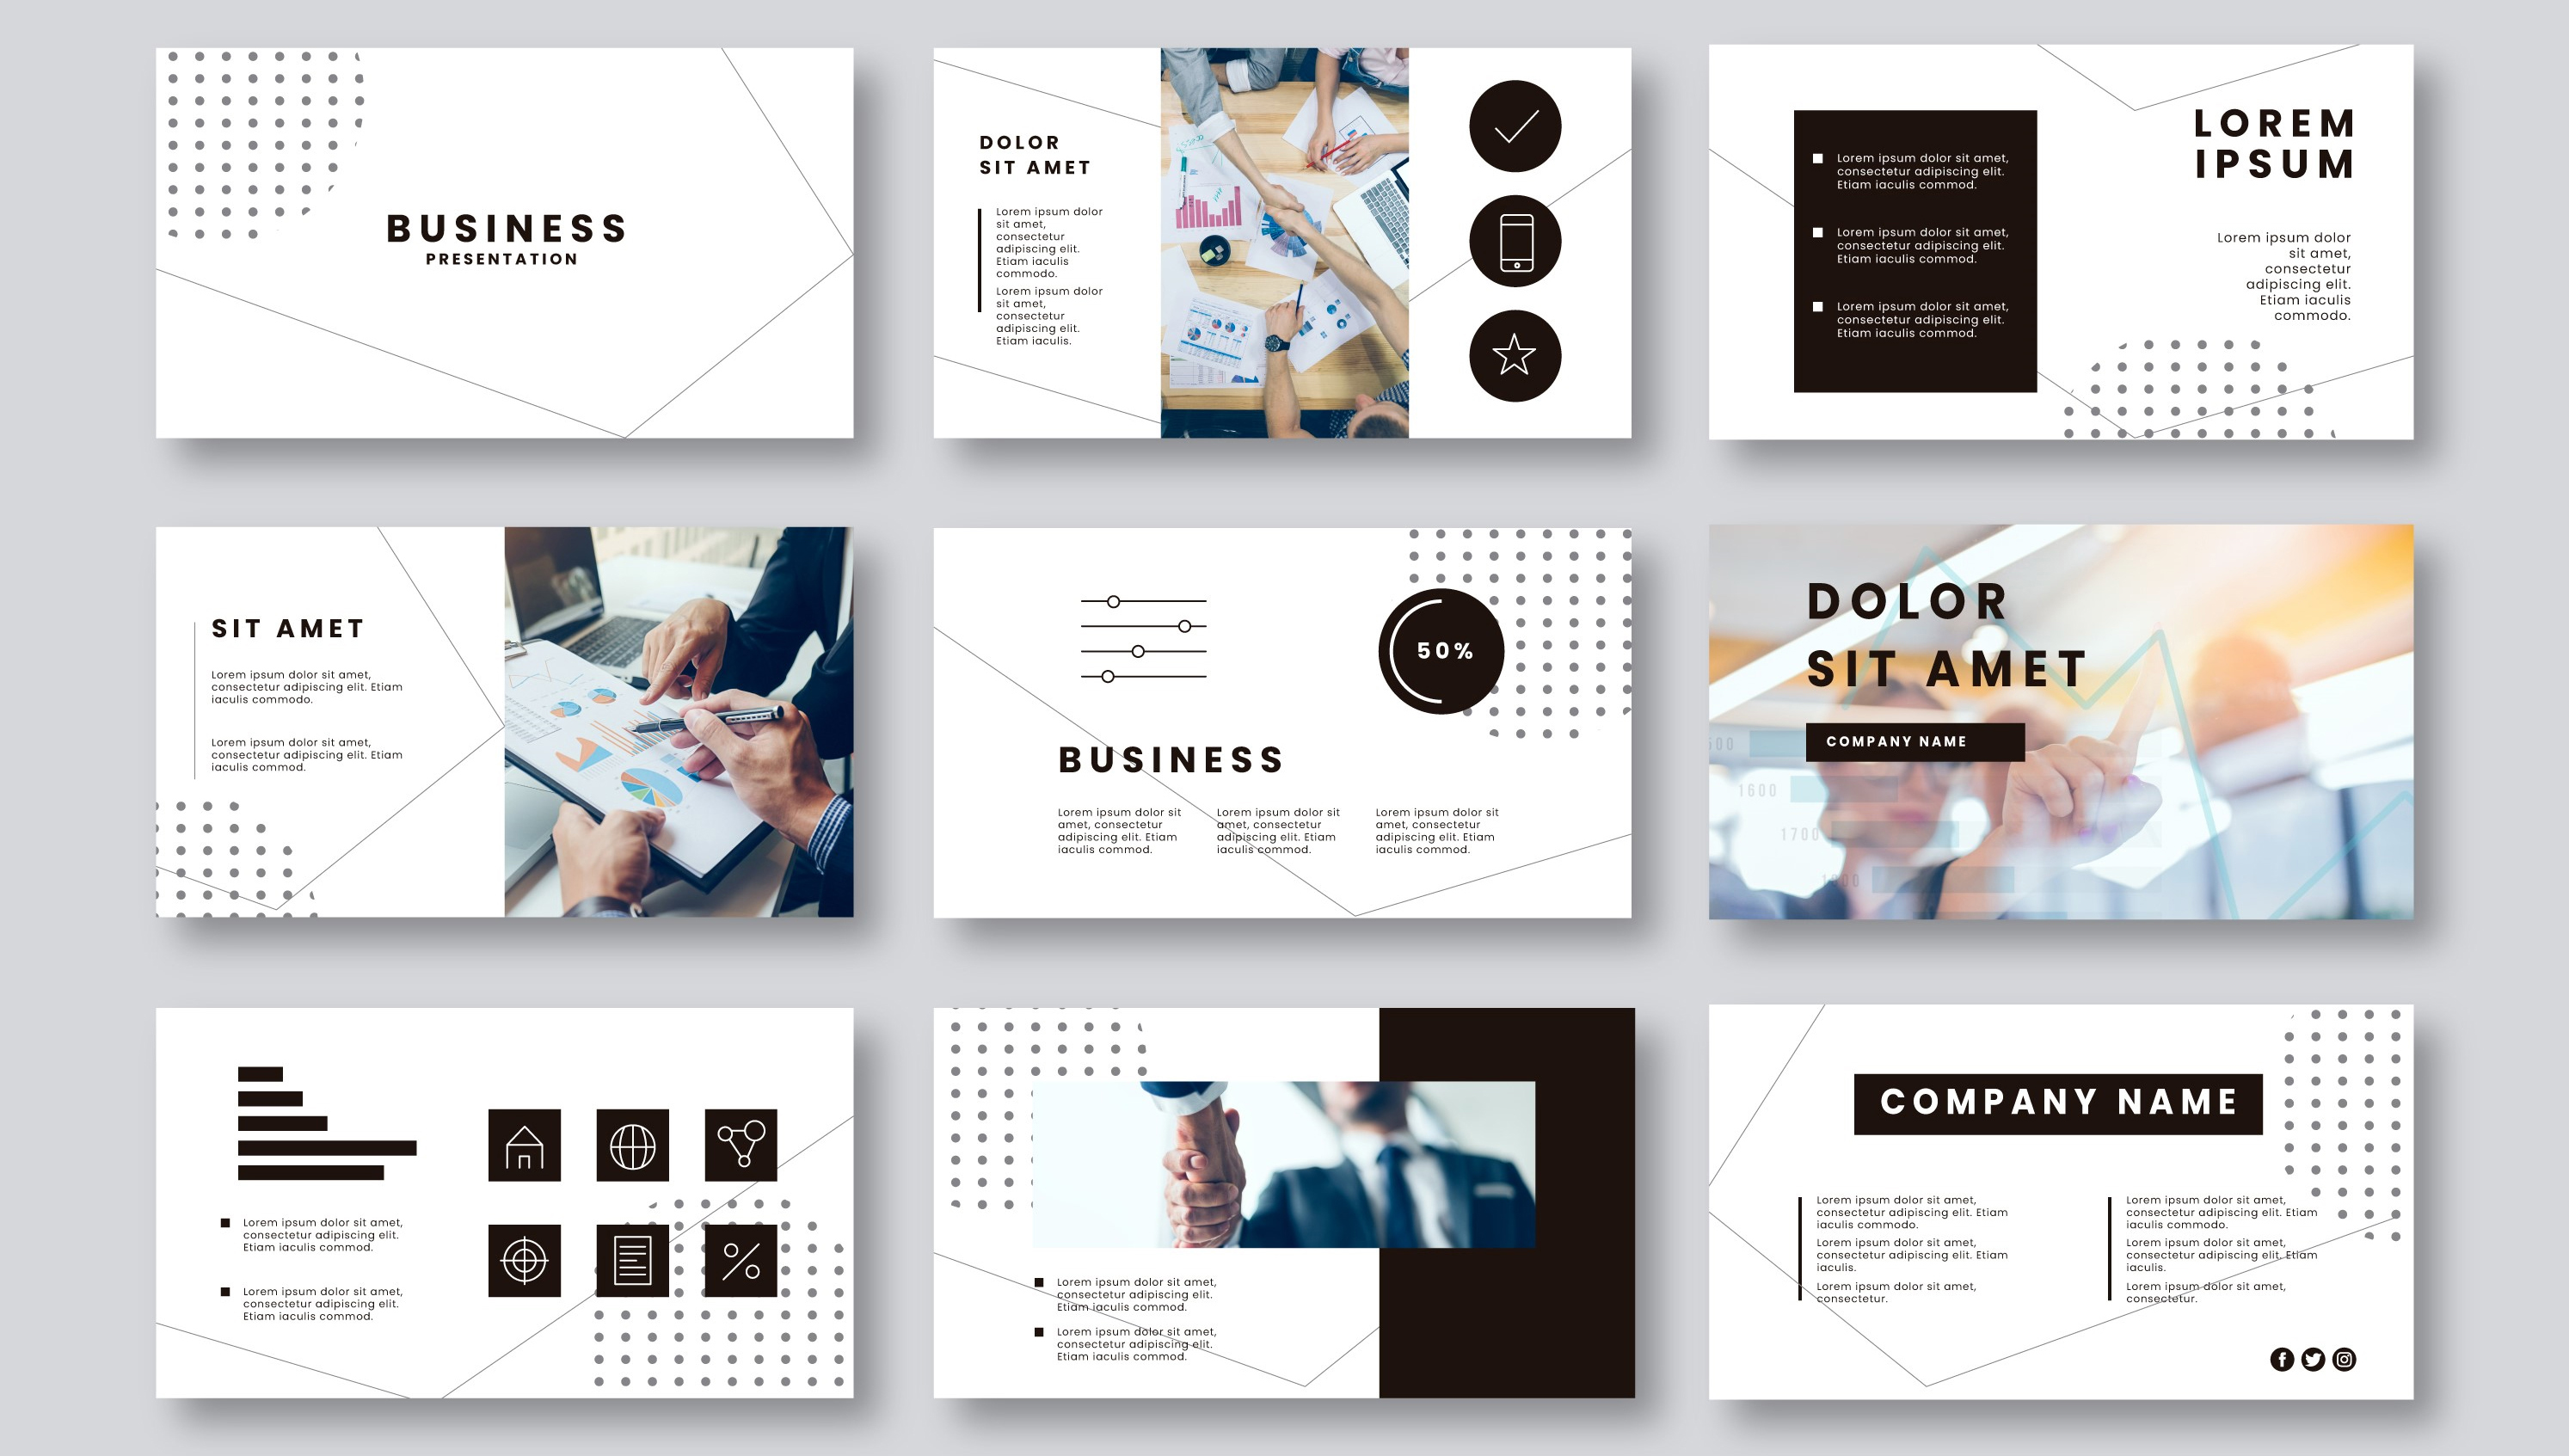 BUSINESS
PRESENTATION
DOLOR
SIT AMET
Lorem ipsum dolor
sit amet,
consectetur
adipiscing elit.
Etiam iaculis
commodo.
Lorem ipsum dolor
sit amet,
consectetur
adipiscing elit.
Etiam iaculis.
Lorem ipsum dolor sit amet,
consectetur adipiscing elit.
Etiam iaculis commod.
Lorem ipsum dolor sit amet,
consectetur adipiscing elit.
Etiam iaculis commod.
Lorem ipsum dolor sit amet,
consectetur adipiscing elit.
Etiam iaculis commod.
LOREM
IPSUM
Lorem ipsum dolor
sit amet,
consectetur
adipiscing elit.
Etiam iaculis
commodo.
SIT AMET
Lorem ipsum dolor sit amet,
consectetur adipiscing elit. Etiam
iaculis commodo.
Lorem ipsum dolor sit amet,
consectetur adipiscing elit. Etiam
iaculis commod.
50%
BUSINESS
Lorem ipsum dolor sit
amet, consectetur
adipiscing elit. Etiam
iaculis commod.
Lorem ipsum dolor sit
amet, consectetur
adipiscing elit. Etiam
iaculis commod.
Lorem ipsum dolor sit
amet, consectetur
adipiscing elit. Etiam
iaculis commod.
DOLOR
SIT AMET
COMPANY NAME
1600
1700
Lorem ipsum dolor sit amet,
consectetur adipiscing elit.
Etiam iaculis commod.
Lorem ipsum dolor sit amet,
consectetur adipiscing elit.
Etiam iaculis commod.
Lorem ipsum dolor sit amet,
consectetur adipiscing elit.
Etiam iaculis commod.
Lorem ipsum dolor sit amet,
consectetur adipiscing elit.
Etiam iaculis commod.
COMPANY NAME
Lorem ipsum dolor sit amet,
consectetur adipiscing elit. Etiam
iaculis commodo.
Lorem ipsum dolor sit amet,
consectetur adipiscing elit. Etiam
iaculis.
Lorem ipsum dolor sit amet,
consectetur.
Lorem ipsum dolor sit amet,
consectetur adipiscing elit. Etiam
iaculis commodo.
Lorem ipsum dolor sit amet,
consectetur adipiscing elit. Etiam
iaculis.
Lorem ipsum dolor sit amet,
consectetur.